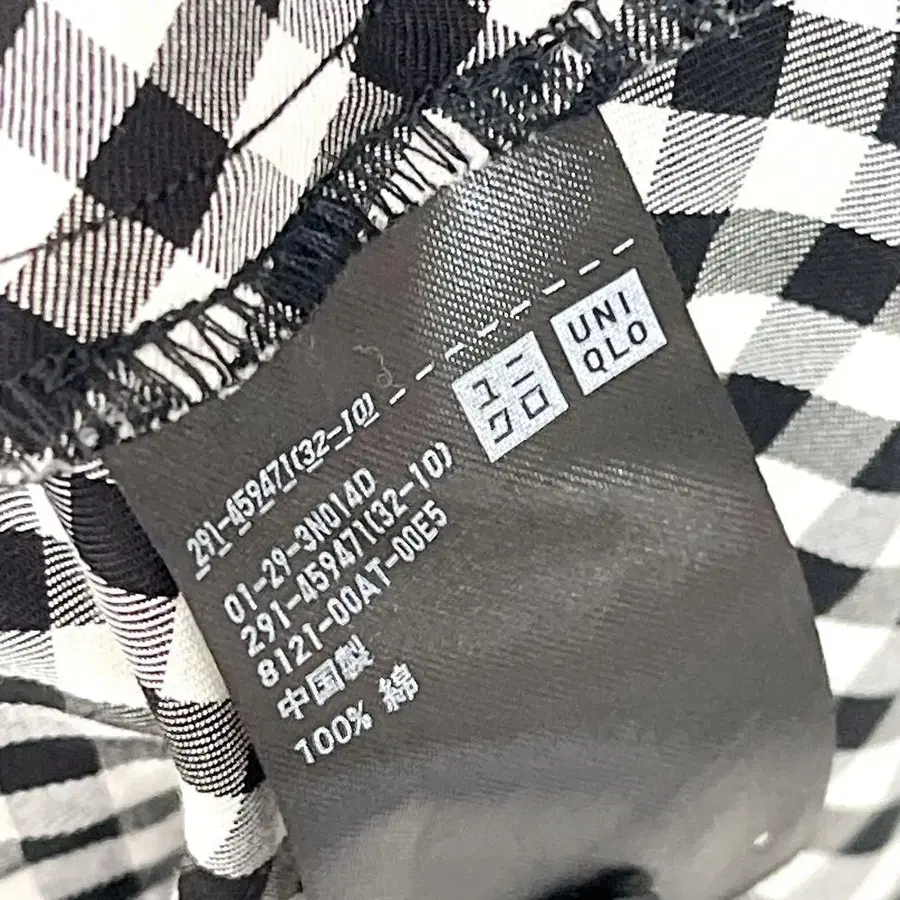 ユニ
クロ
UNI
QLO
291-459471(32-10)
01-29-3N014D
291-459471(32-10)
8121-00AT-00E5
中国製
100% 綿